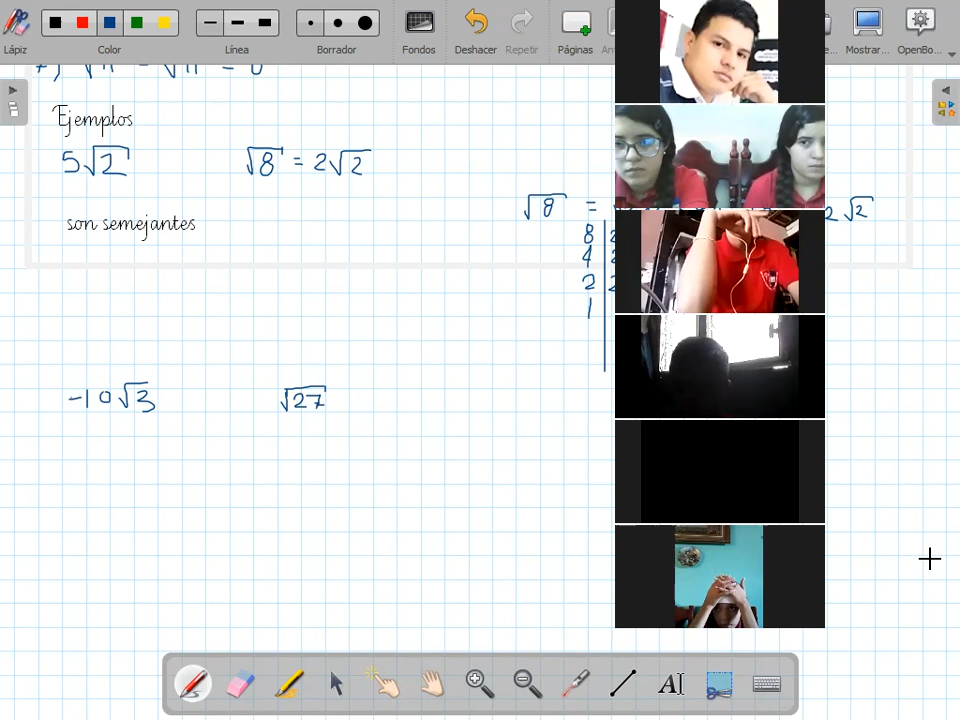 Lápiz Color Línea Borrador Fondos Deshacer Repetir Páginas Mostrar... OpenBo...
Ejemplos
5√2 √8 = 2√2
√8 = 2√2
son semejantes
8
4
2
1
-10√3 √27